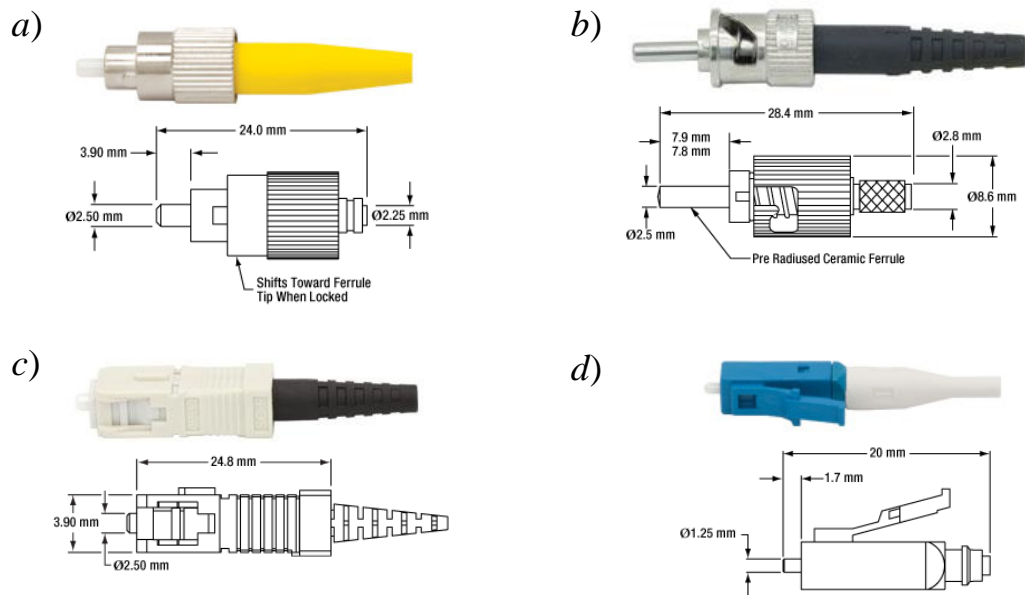 a)
24.0 mm
3.90 mm
Ø2.50 mm
Ø2.25 mm
Shifts Toward Ferrule
Tip When Locked
b)
28.4 mm
7.9 mm
7.8 mm
Ø2.8 mm
Ø8.6 mm
Ø2.5 mm
Pre Radiused Ceramic Ferrule
c)
24.8 mm
3.90 mm
Ø2.50 mm
d)
20 mm
1.7 mm
Ø1.25 mm